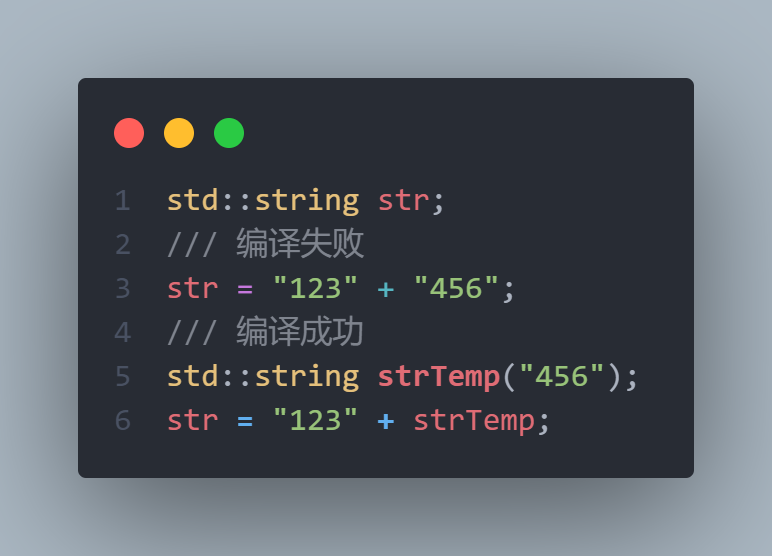 1 std::string str;
2 /// 编译失败
3 str = "123" + "456";
4 /// 编译成功
5 std::string strTemp("456");
6 str = "123" + strTemp;